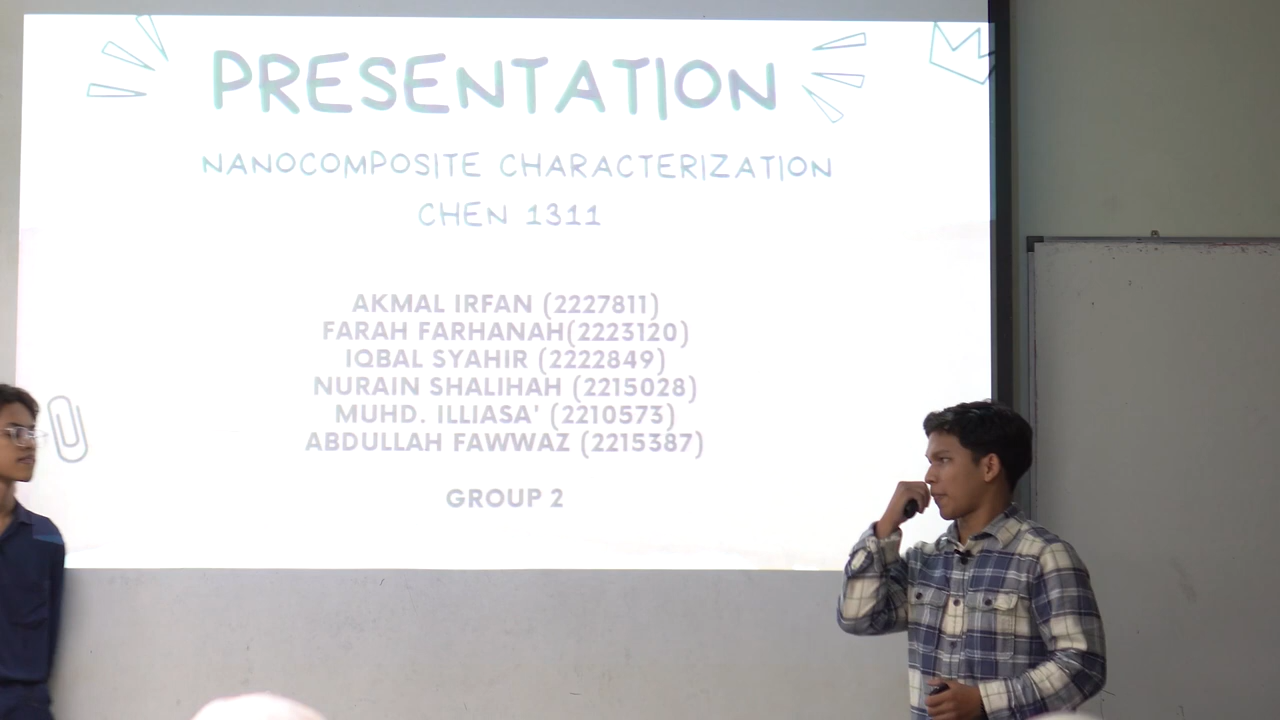 PRESENTATION
NANOCOMPOSITE CHARACTERIZATION
CHEN 1311
AKMAL IRFAN (2227811)
FARAH FARHANAH(2223120)
IQBAL SYAHIR (2222849)
NURAIN SHALIHAH (2215028)
MUHD. ILLIASA' (2210573)
ABDULLAH FAWWAZ (2215387)
GROUP 2